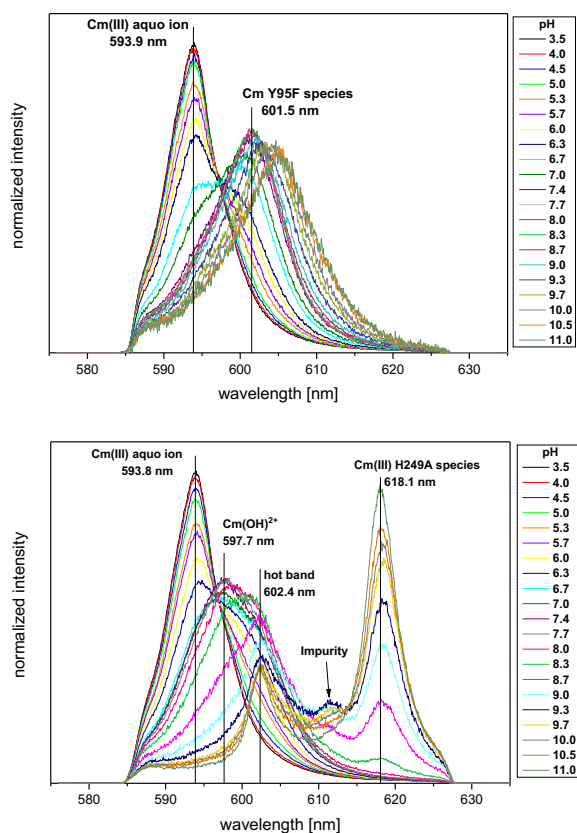 Cm(III) aquo ion
593.9 nm
Cm Y95F species
601.5 nm
normalized intensity
580 590 600 610 620 630
wavelength [nm]
pH
3.5
4.0
4.5
5.0
5.3
5.7
6.0
6.3
6.7
7.0
7.4
7.7
8.0
8.3
8.7
9.0
9.3
9.7
10.0
10.5
11.0
Cm(III) aquo ion
593.8 nm
Cm(III) H249A species
618.1 nm
Cm(OH)²⁺
597.7 nm
hot band
602.4 nm
Impurity
normalized intensity
580 590 600 610 620 630
wavelength [nm]
pH
3.5
4.0
4.5
5.0
5.3
5.7
6.0
6.3
6.7
7.0
7.4
7.7
8.0
8.3
8.7
9.0
9.3
9.7
10.0
10.5
11.0